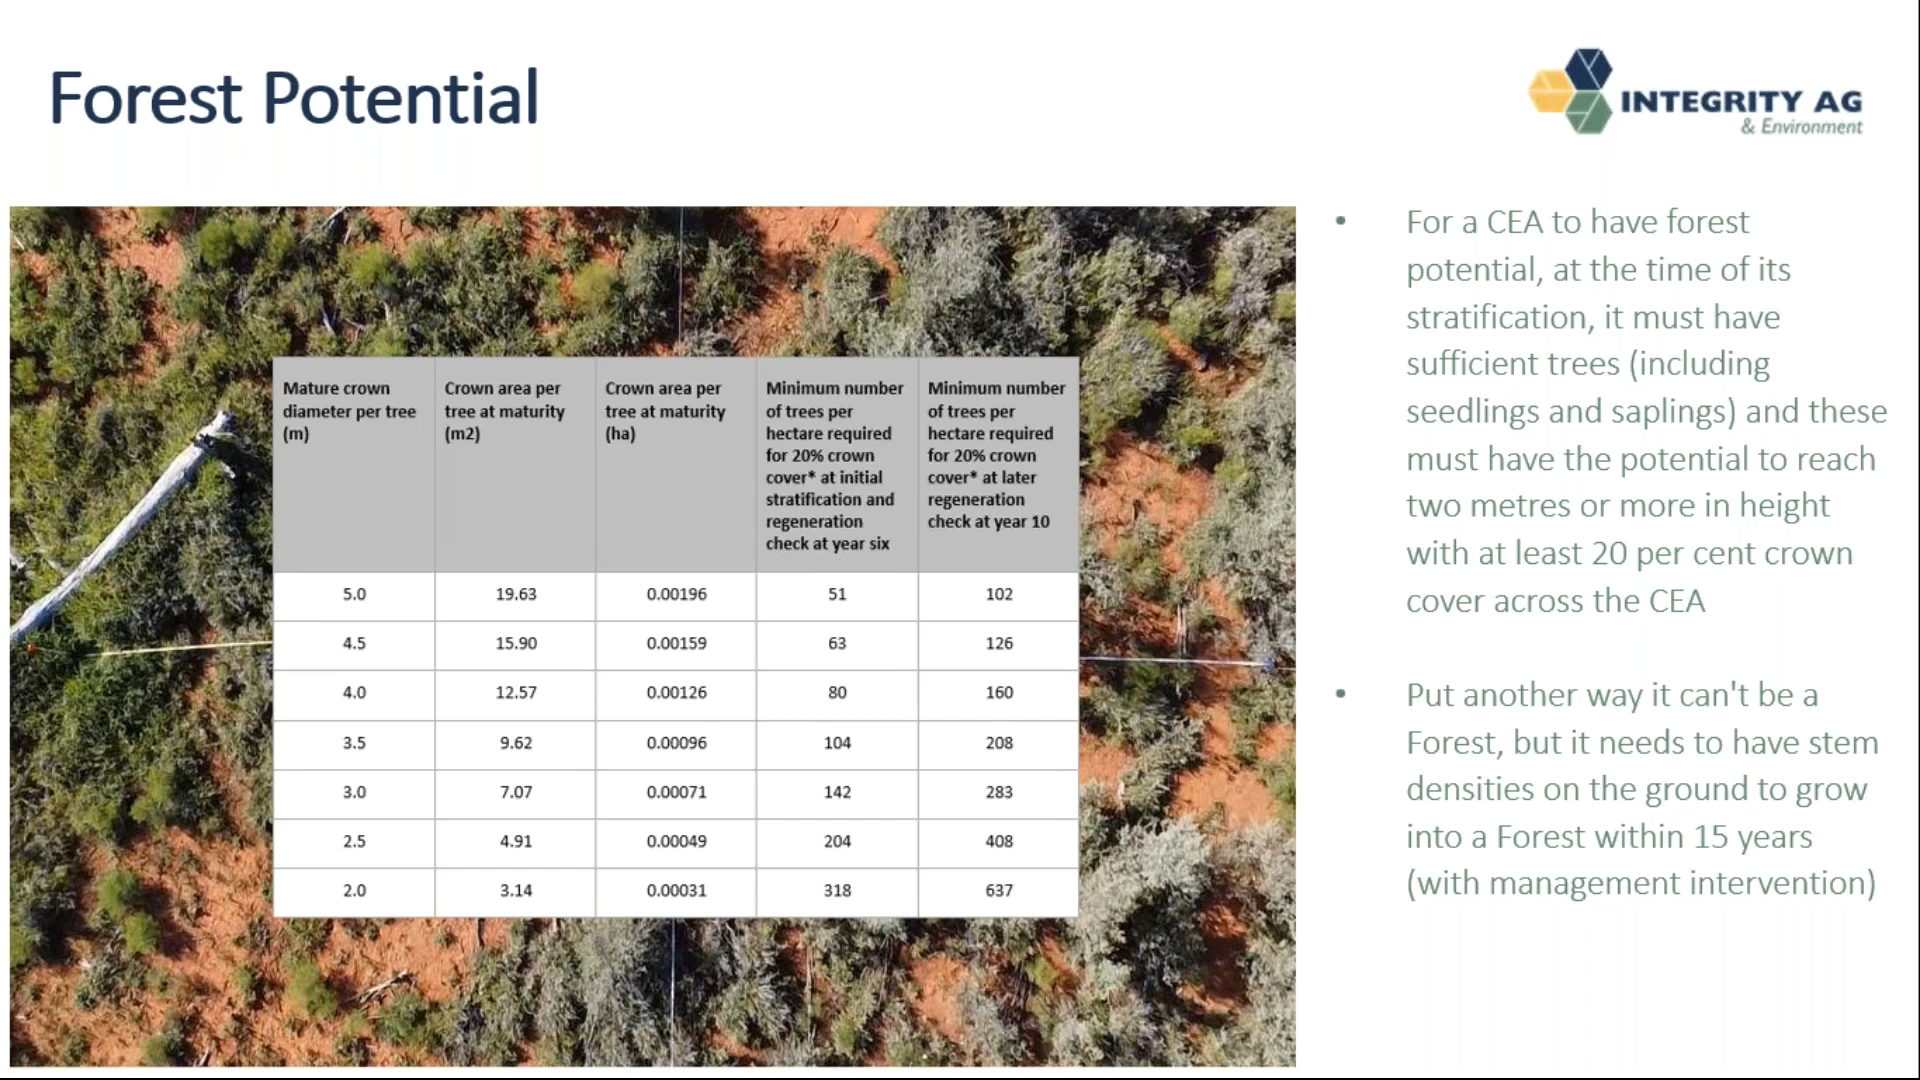 Forest Potential
INTEGRITY AG
& Environment
Mature crown
diameter per tree
(m)
Crown area per
tree at maturity
(m2)
Crown area per
tree at maturity
(ha)
Minimum number
of trees per
hectare required
for 20% crown
cover* at initial
stratification and
regeneration
check at year six
Minimum number
of trees per
hectare required
for 20% crown
cover* at later
regeneration
check at year 10
5.0 19.63 0.00196 51 102
4.5 15.90 0.00159 63 126
4.0 12.57 0.00126 80 160
3.5 9.62 0.00096 104 208
3.0 7.07 0.00071 142 283
2.5 4.91 0.00049 204 408
2.0 3.14 0.00031 318 637
• For a CEA to have forest
potential, at the time of its
stratification, it must have
sufficient trees (including
seedlings and saplings) and these
must have the potential to reach
two metres or more in height
with at least 20 per cent crown
cover across the CEA
• Put another way it can't be a
Forest, but it needs to have stem
densities on the ground to grow
into a Forest within 15 years
(with management intervention)